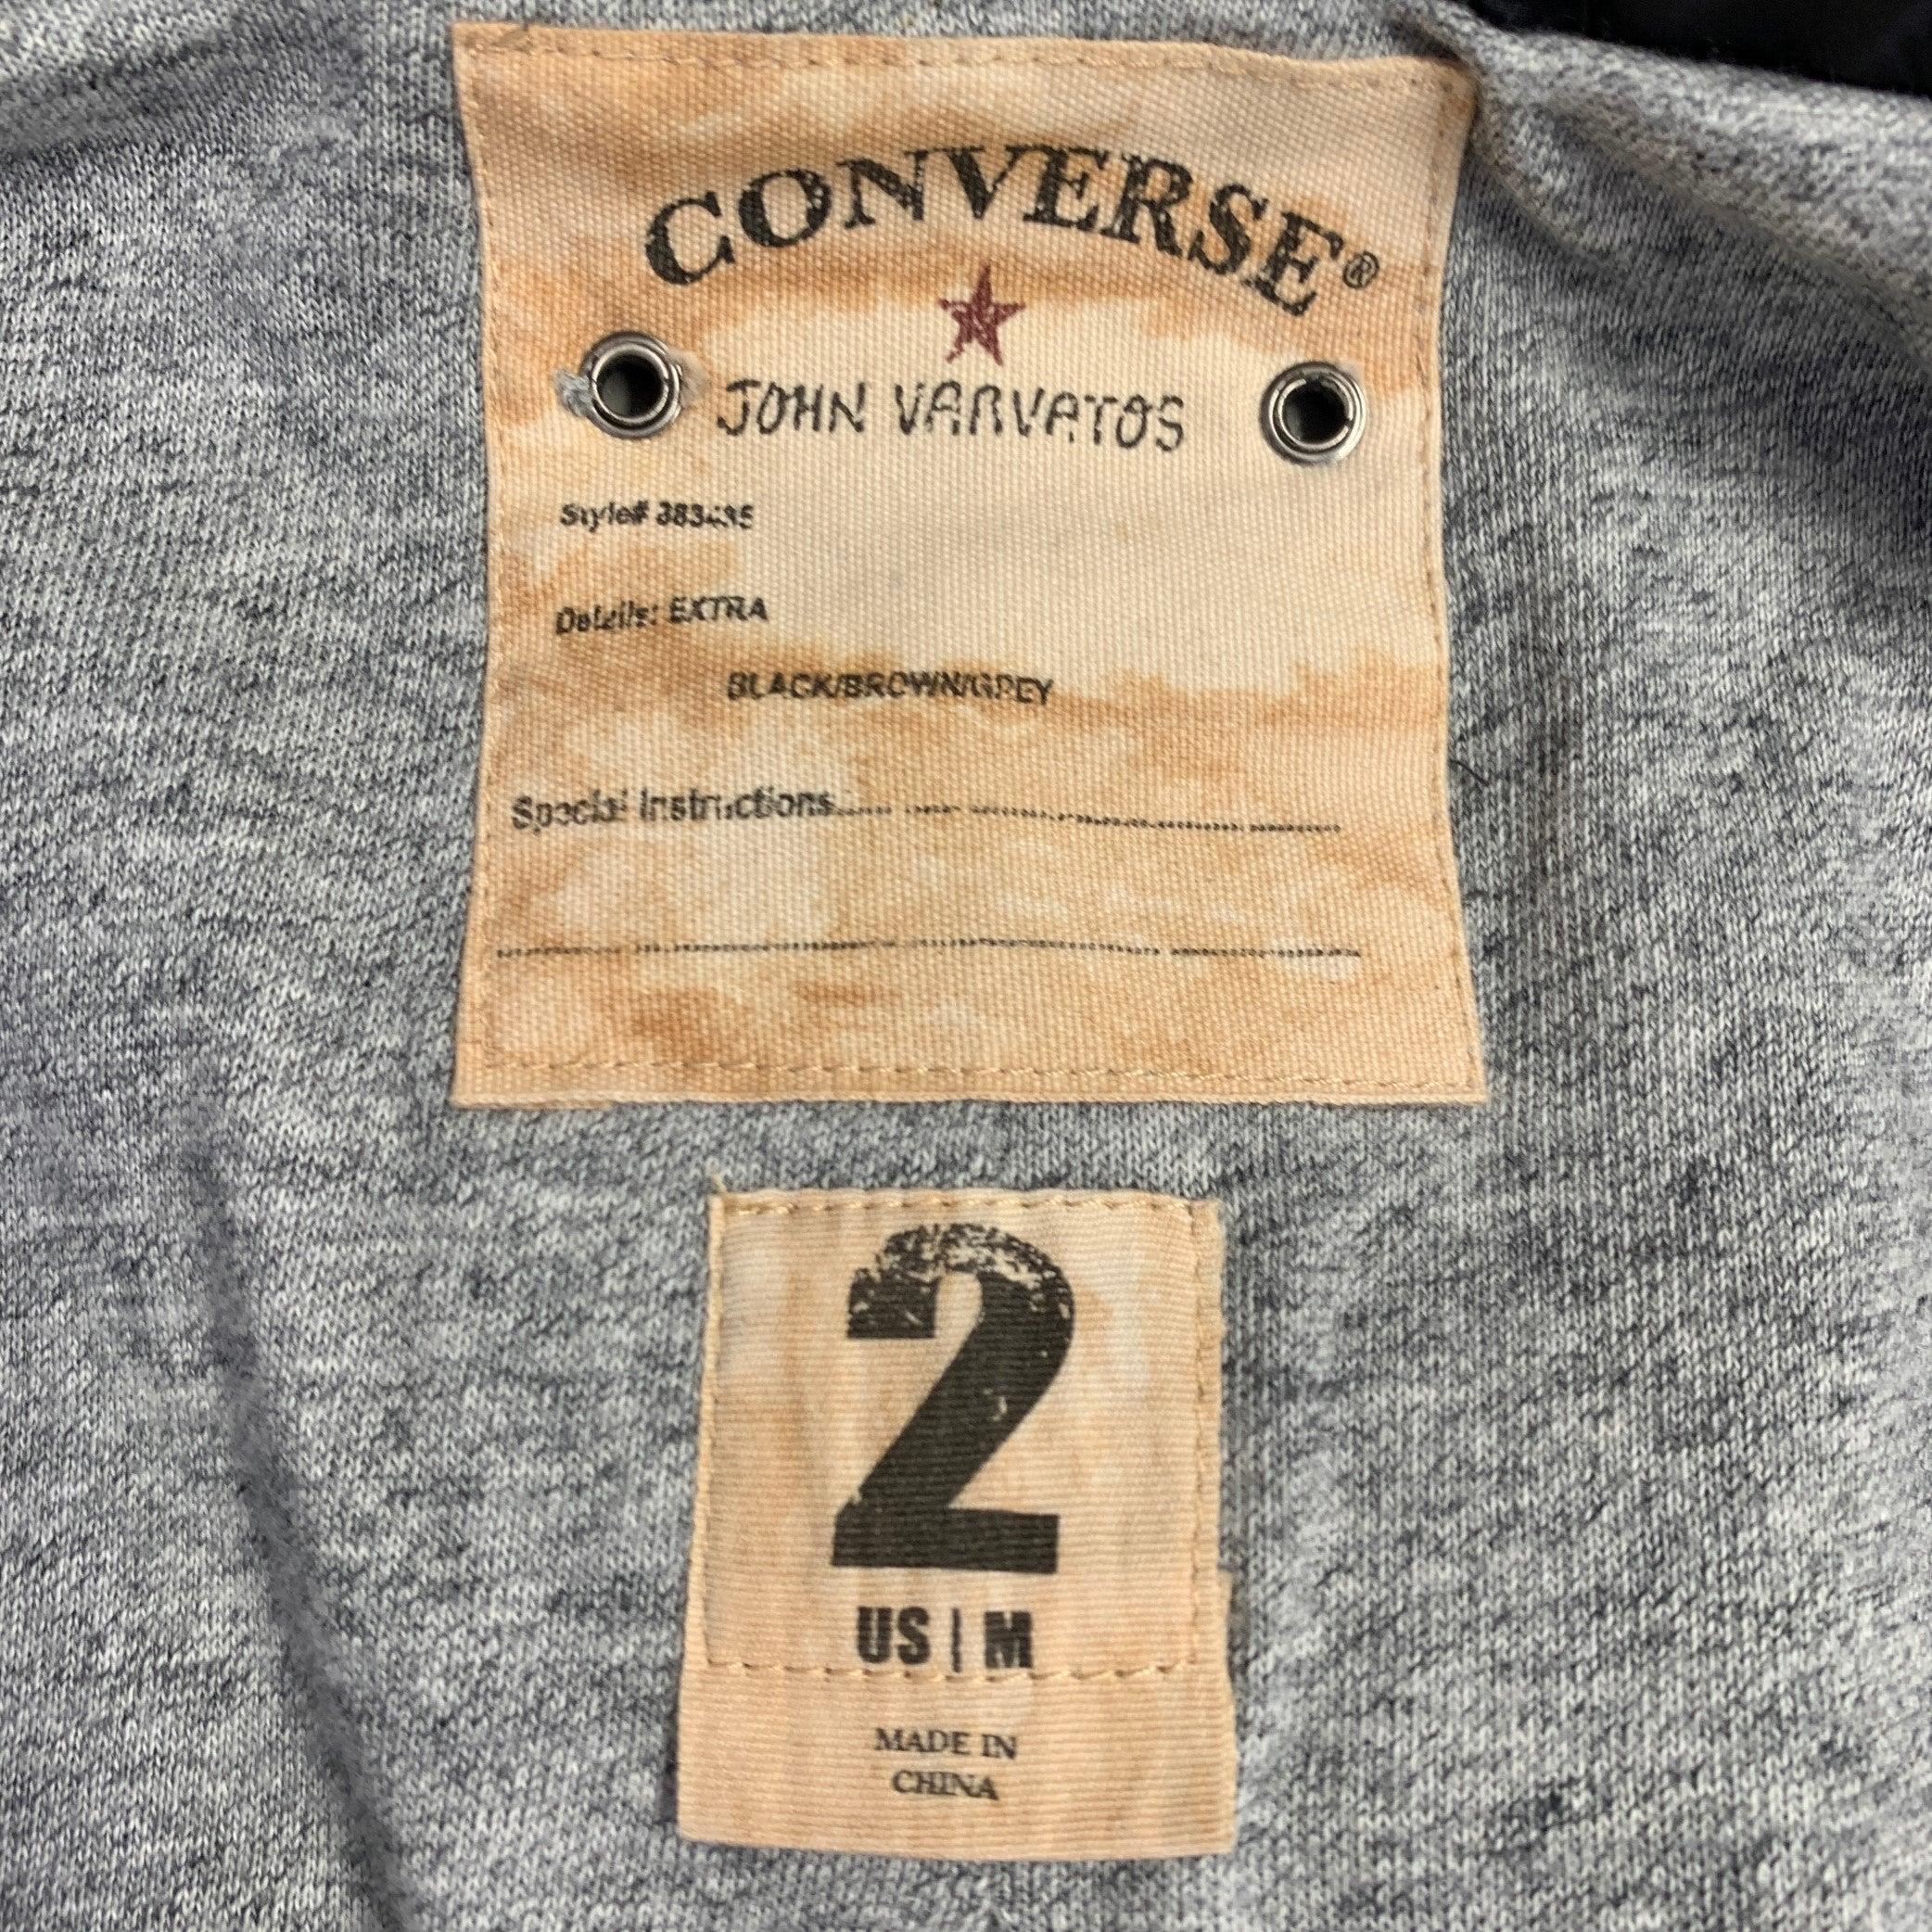 CONVERSE®
JOHN VARVATOS
Style# 383435
Details: EXTRA
BLACK/BROWN/GREY
Special Instructions
2
US | M
MADE IN
CHINA